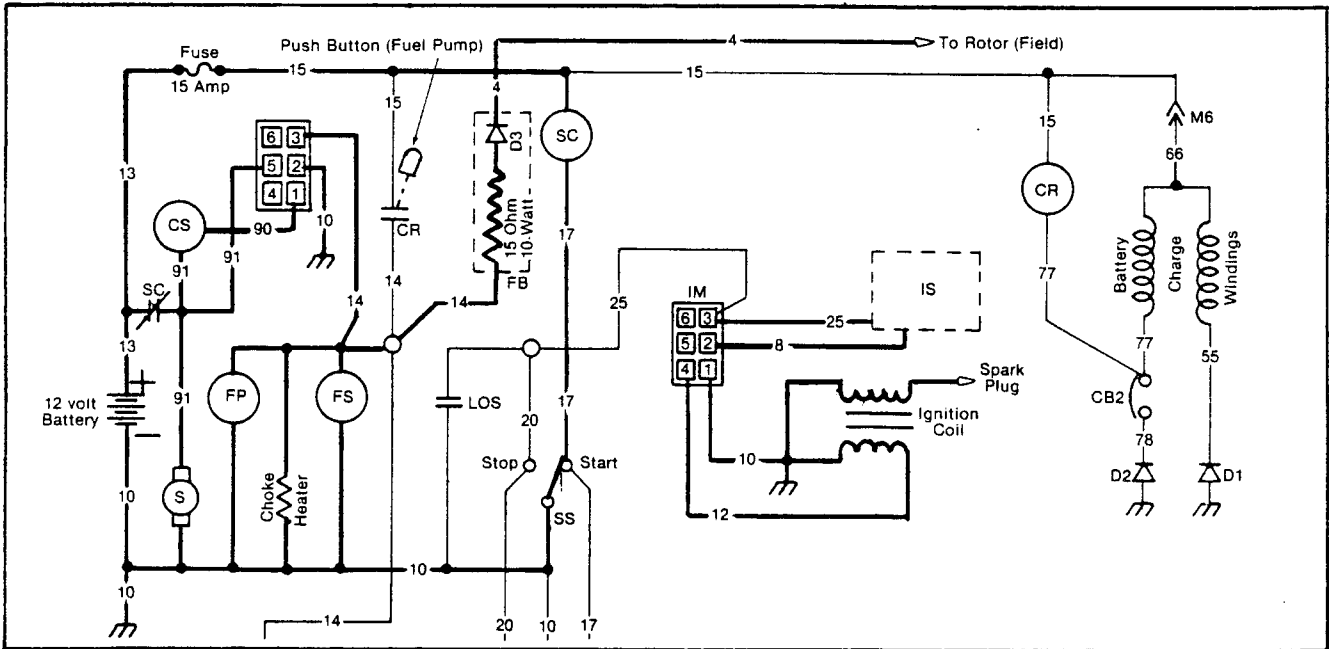 4
To Rotor (Field)
Push Button (Fuel Pump)
Fuse
15 Amp
15
15
15
4
15
M6
66
D3
SC
6 3
5 2
4 1
13
CS
90
10
CR
15 Ohm
10-Watt
FB
17
CR
Battery
Charge
Windings
91
91
SC
14
14
14
25
IM
6 3
5 2
4 1
25
IS
8
77
77
55
13
+
12 volt
Battery
-
91
FP
FS
LOS
20
17
Spark
Plug
Ignition
Coil
CB2
78
Stop
Start
10
10
S
Choke
Heater
SS
12
D2
D1
10
10
14
20
10
17